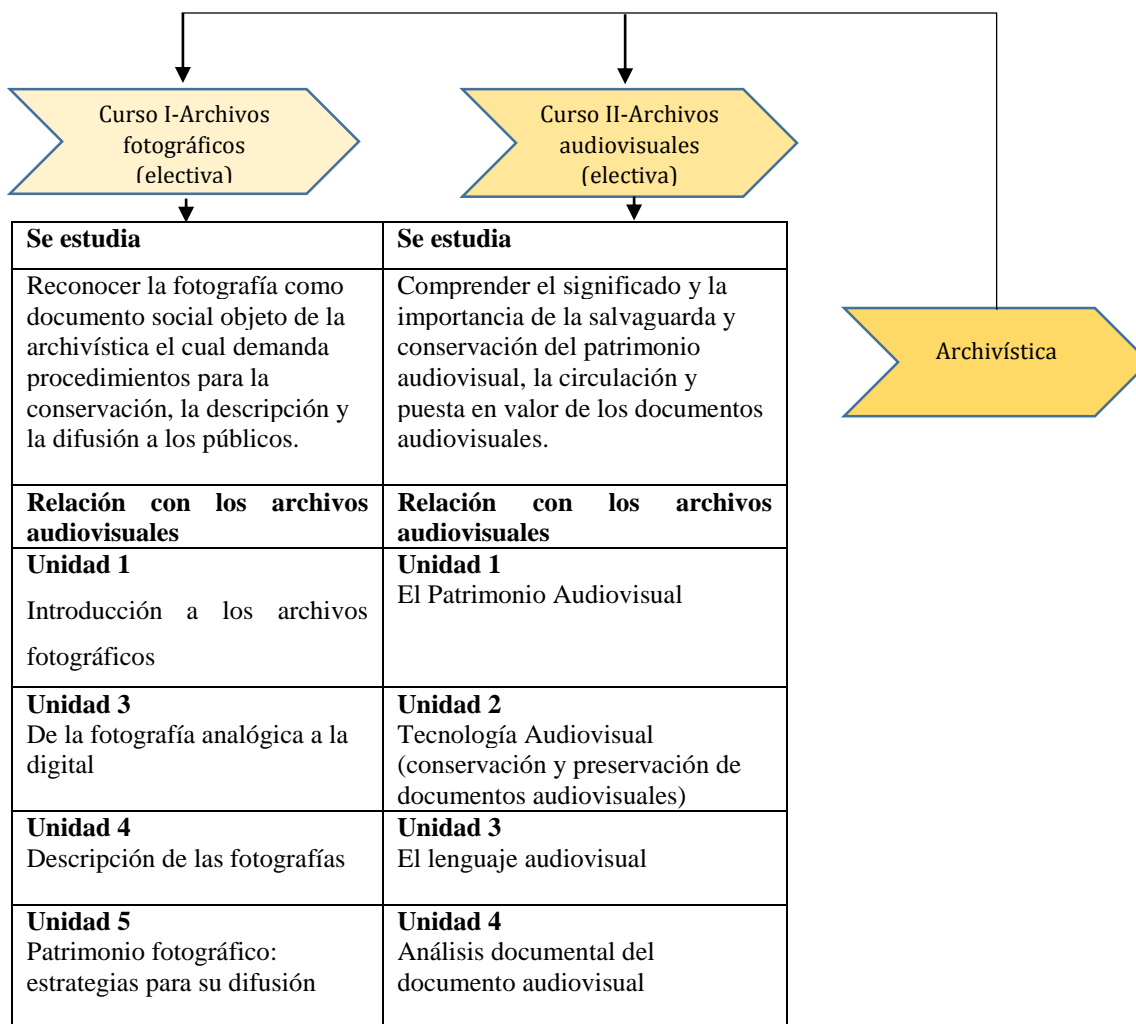 Curso I-Archivos
fotográficos
(electiva)
Curso II-Archivos
audiovisuales
(electiva)
Archivística
Se estudia
Reconocer la fotografía como
documento social objeto de la
archivística el cual demanda
procedimientos para la
conservación, la descripción y
la difusión a los públicos.
Se estudia
Comprender el significado y la
importancia de la salvaguarda y
conservación del patrimonio
audiovisual, la circulación y
puesta en valor de los documentos
audiovisuales.
Relación con los archivos
audiovisuales
Relación con los archivos
audiovisuales
Unidad 1
Introducción a los archivos
fotográficos
Unidad 1
El Patrimonio Audiovisual
Unidad 3
De la fotografía analógica a la
digital
Unidad 2
Tecnología Audiovisual
(conservación y preservación de
documentos audiovisuales)
Unidad 4
Descripción de las fotografías
Unidad 3
El lenguaje audiovisual
Unidad 5
Patrimonio fotográfico:
estrategias para su difusión
Unidad 4
Análisis documental del
documento audiovisual